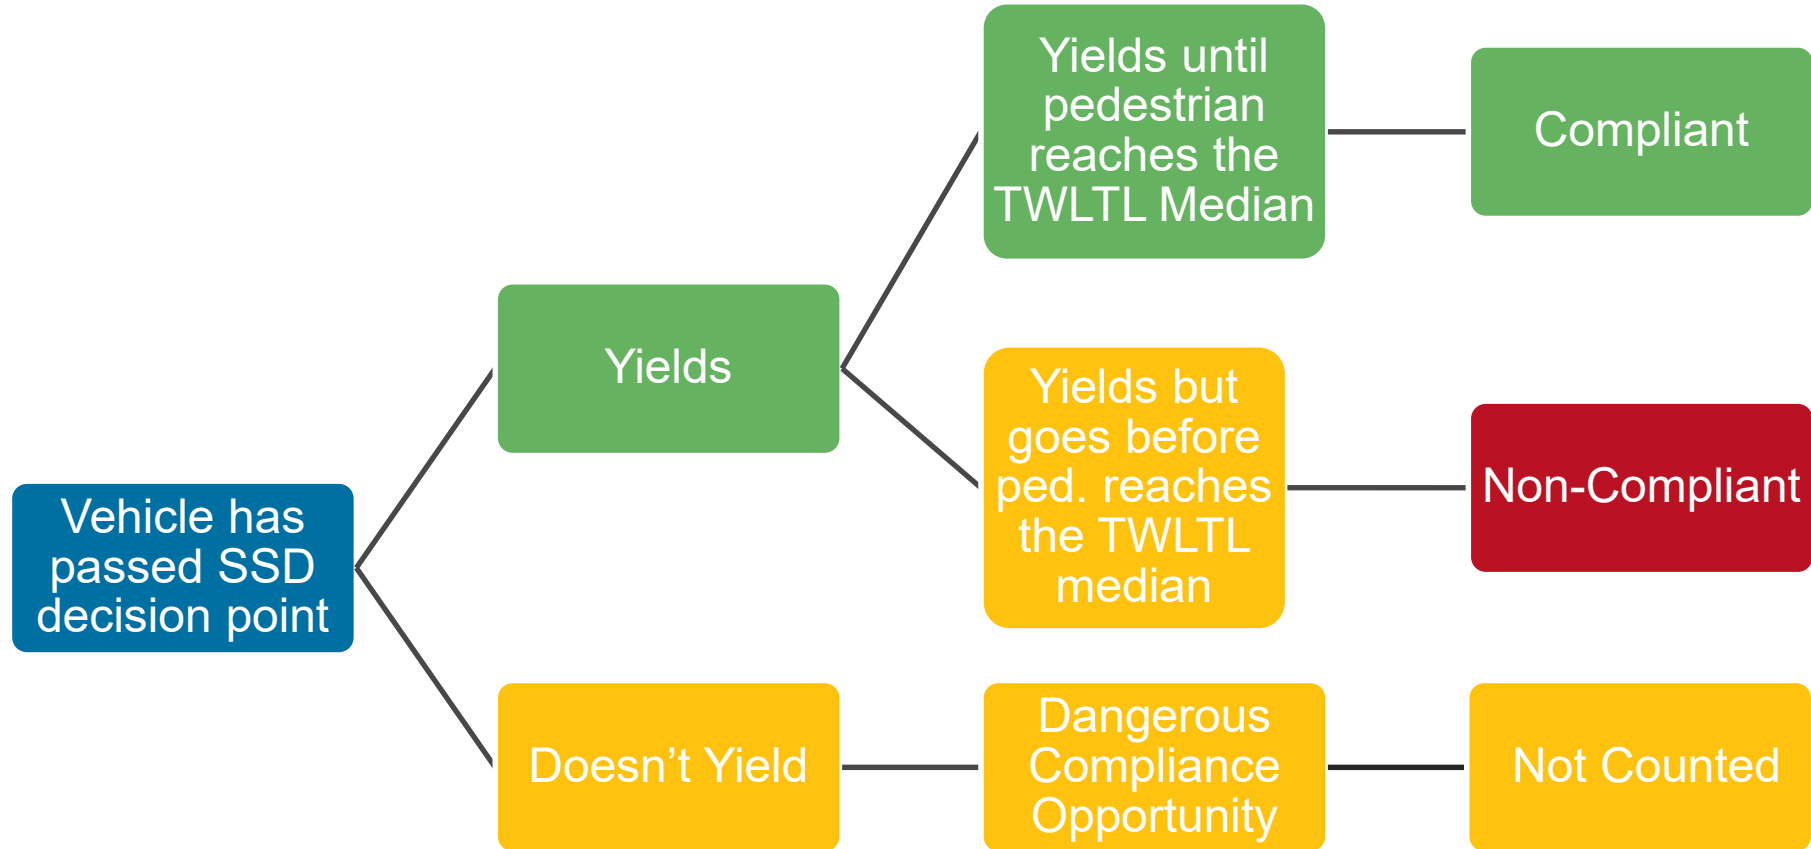 Vehicle has
passed SSD
decision point
Yields
Yields until
pedestrian
reaches the
TWLTL Median
Compliant
Yields but
goes before
ped. reaches
the TWLTL
median
Non-Compliant
Doesn’t Yield
Dangerous
Compliance
Opportunity
Not Counted